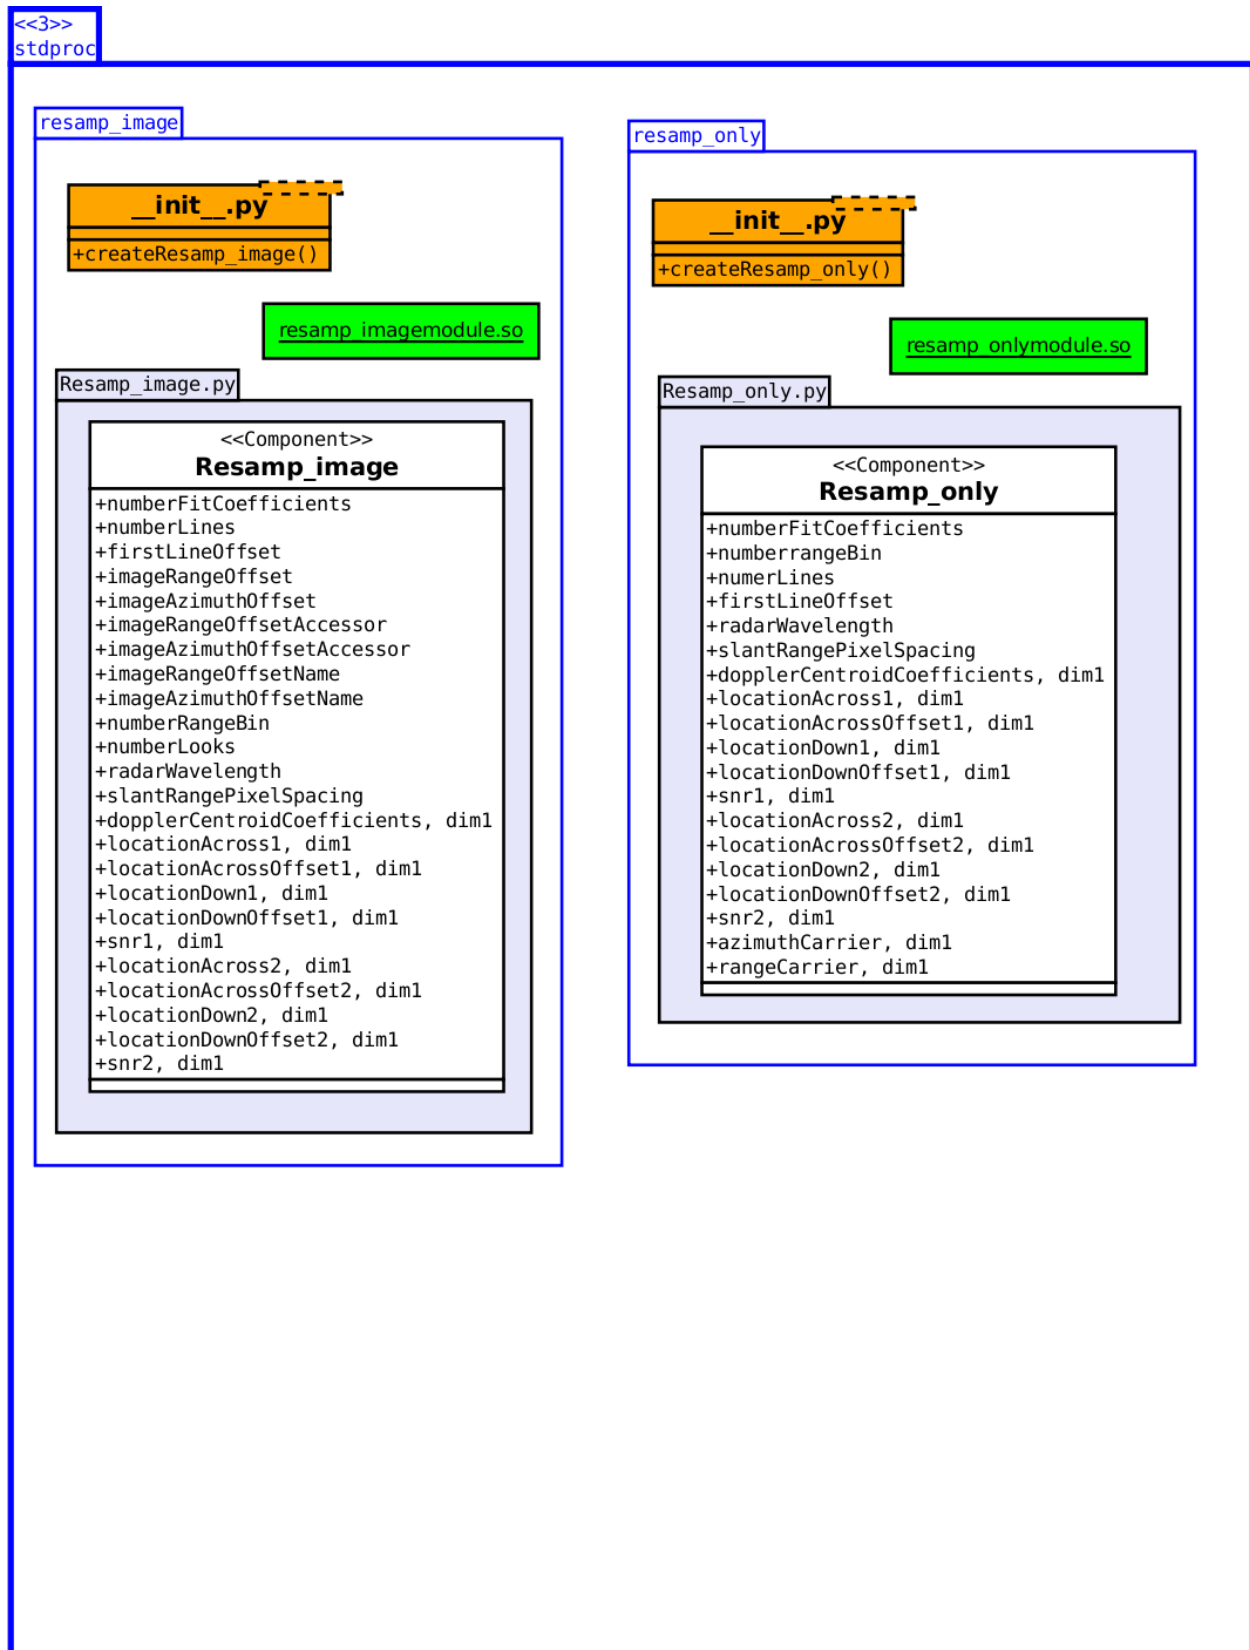 <<3>>
stdproc
resamp_image
__init__.py
+createResamp_image()
resamp_imagemodule.so
Resamp_image.py
<<Component>>
Resamp_image
+numberFitCoefficients
+numberLines
+firstLineOffset
+imageRangeOffset
+imageAzimuthOffset
+imageRangeOffsetAccessor
+imageAzimuthOffsetAccessor
+imageRangeOffsetName
+imageAzimuthOffsetName
+numberRangeBin
+numberLooks
+radarWavelength
+slantRangePixelSpacing
+dopplerCentroidCoefficients, dim1
+locationAcross1, dim1
+locationAcrossOffset1, dim1
+locationDown1, dim1
+locationDownOffset1, dim1
+snr1, dim1
+locationAcross2, dim1
+locationAcrossOffset2, dim1
+locationDown2, dim1
+locationDownOffset2, dim1
+snr2, dim1
resamp_only
__init__.py
+createResamp_only()
resamp_onlymodule.so
Resamp_only.py
<<Component>>
Resamp_only
+numberFitCoefficients
+numberrangeBin
+numerLines
+firstLineOffset
+radarWavelength
+slantRangePixelSpacing
+dopplerCentroidCoefficients, dim1
+locationAcross1, dim1
+locationAcrossOffset1, dim1
+locationDown1, dim1
+locationDownOffset1, dim1
+snr1, dim1
+locationAcross2, dim1
+locationAcrossOffset2, dim1
+locationDown2, dim1
+locationDownOffset2, dim1
+snr2, dim1
+azimuthCarrier, dim1
+rangeCarrier, dim1